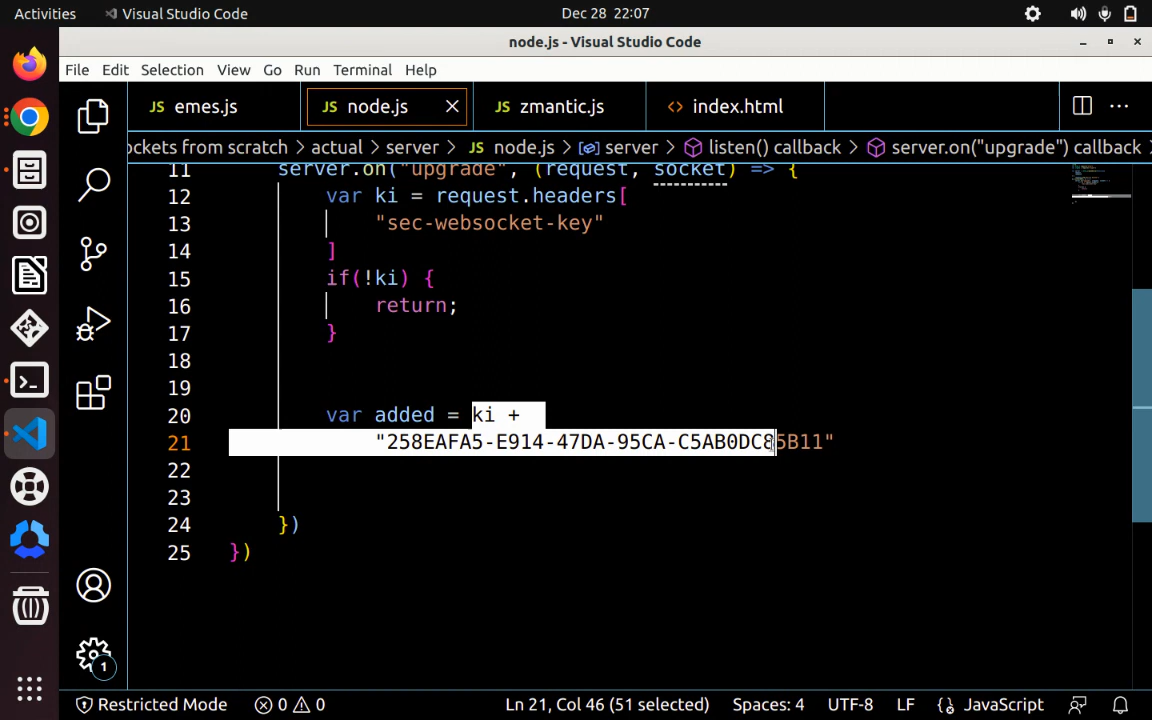 Activities Visual Studio Code Dec 28 22:07
node.js - Visual Studio Code
File Edit Selection View Go Run Terminal Help
JS emes.js JS node.js JS zmantic.js <> index.html
ockets from scratch > actual > server > JS node.js > server > listen() callback > server.on("upgrade") callback >
11 server.on("upgrade", (request, socket) => {
12 var ki = request.headers[
13 "sec-websocket-key"
14 ]
15 if(!ki) {
16 return;
17 }
18
19
20 var added = ki +
21 "258EAFA5-E914-47DA-95CA-C5AB0DC85B11"
22
23
24 })
25 })
1
Restricted Mode 0 0 Ln 21, Col 46 (51 selected) Spaces: 4 UTF-8 LF {} JavaScript